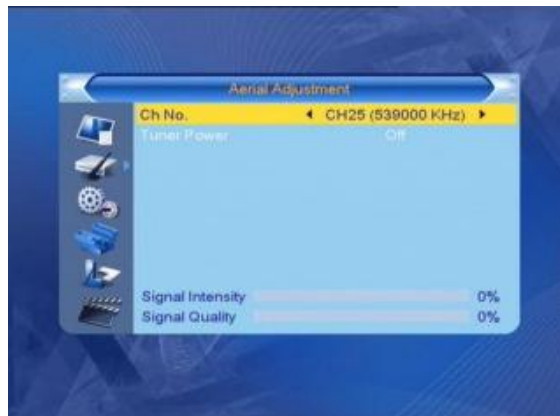 Aerial Adjustment
Ch No. CH25 (539000 KHz)
Tuner Power Off
Signal Intensity 0%
Signal Quality 0%